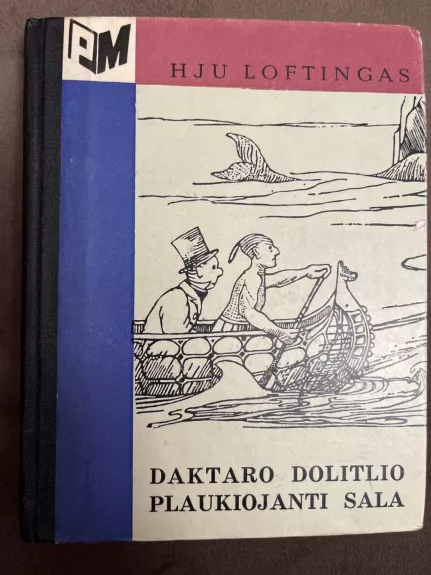 PM
HJU LOFTINGAS
DAKTARO DOLITLIO
PLAUKIOJANTI SALA